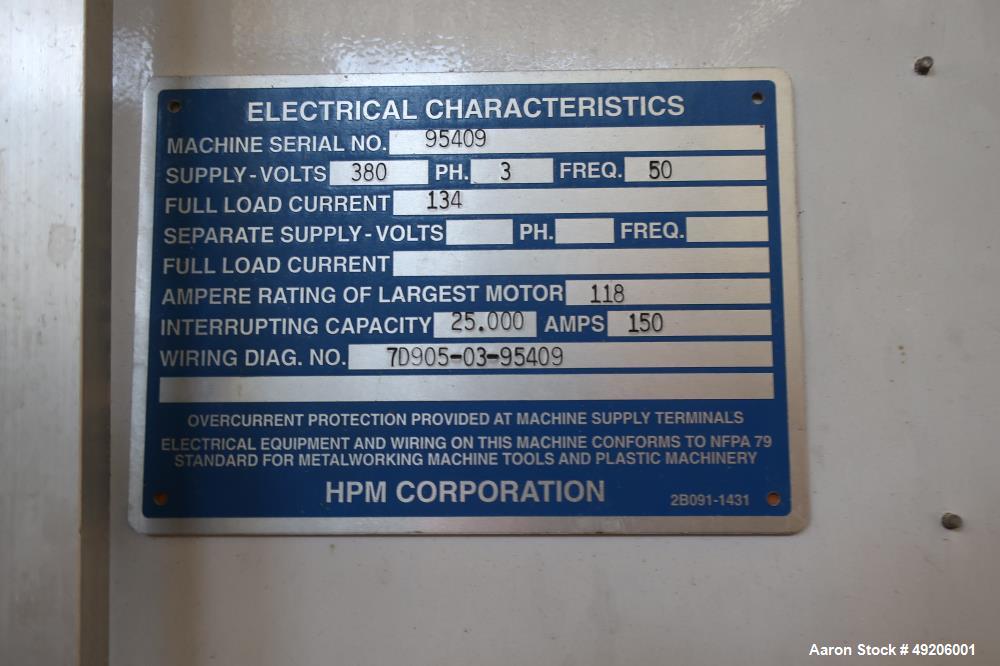 ELECTRICAL CHARACTERISTICS
MACHINE SERIAL NO. 95409
SUPPLY-VOLTS 380 PH. 3 FREQ. 50
FULL LOAD CURRENT 134
SEPARATE SUPPLY-VOLTS PH. FREQ.
FULL LOAD CURRENT
AMPERE RATING OF LARGEST MOTOR 118
INTERRUPTING CAPACITY 25.000 AMPS 150
WIRING DIAG. NO. 7D905-03-95409
OVERCURRENT PROTECTION PROVIDED AT MACHINE SUPPLY TERMINALS
ELECTRICAL EQUIPMENT AND WIRING ON THIS MACHINE CONFORMS TO NFPA 79
STANDARD FOR METALWORKING MACHINE TOOLS AND PLASTIC MACHINERY
HPM CORPORATION 2B091-1431
Aaron Stock # 49206001